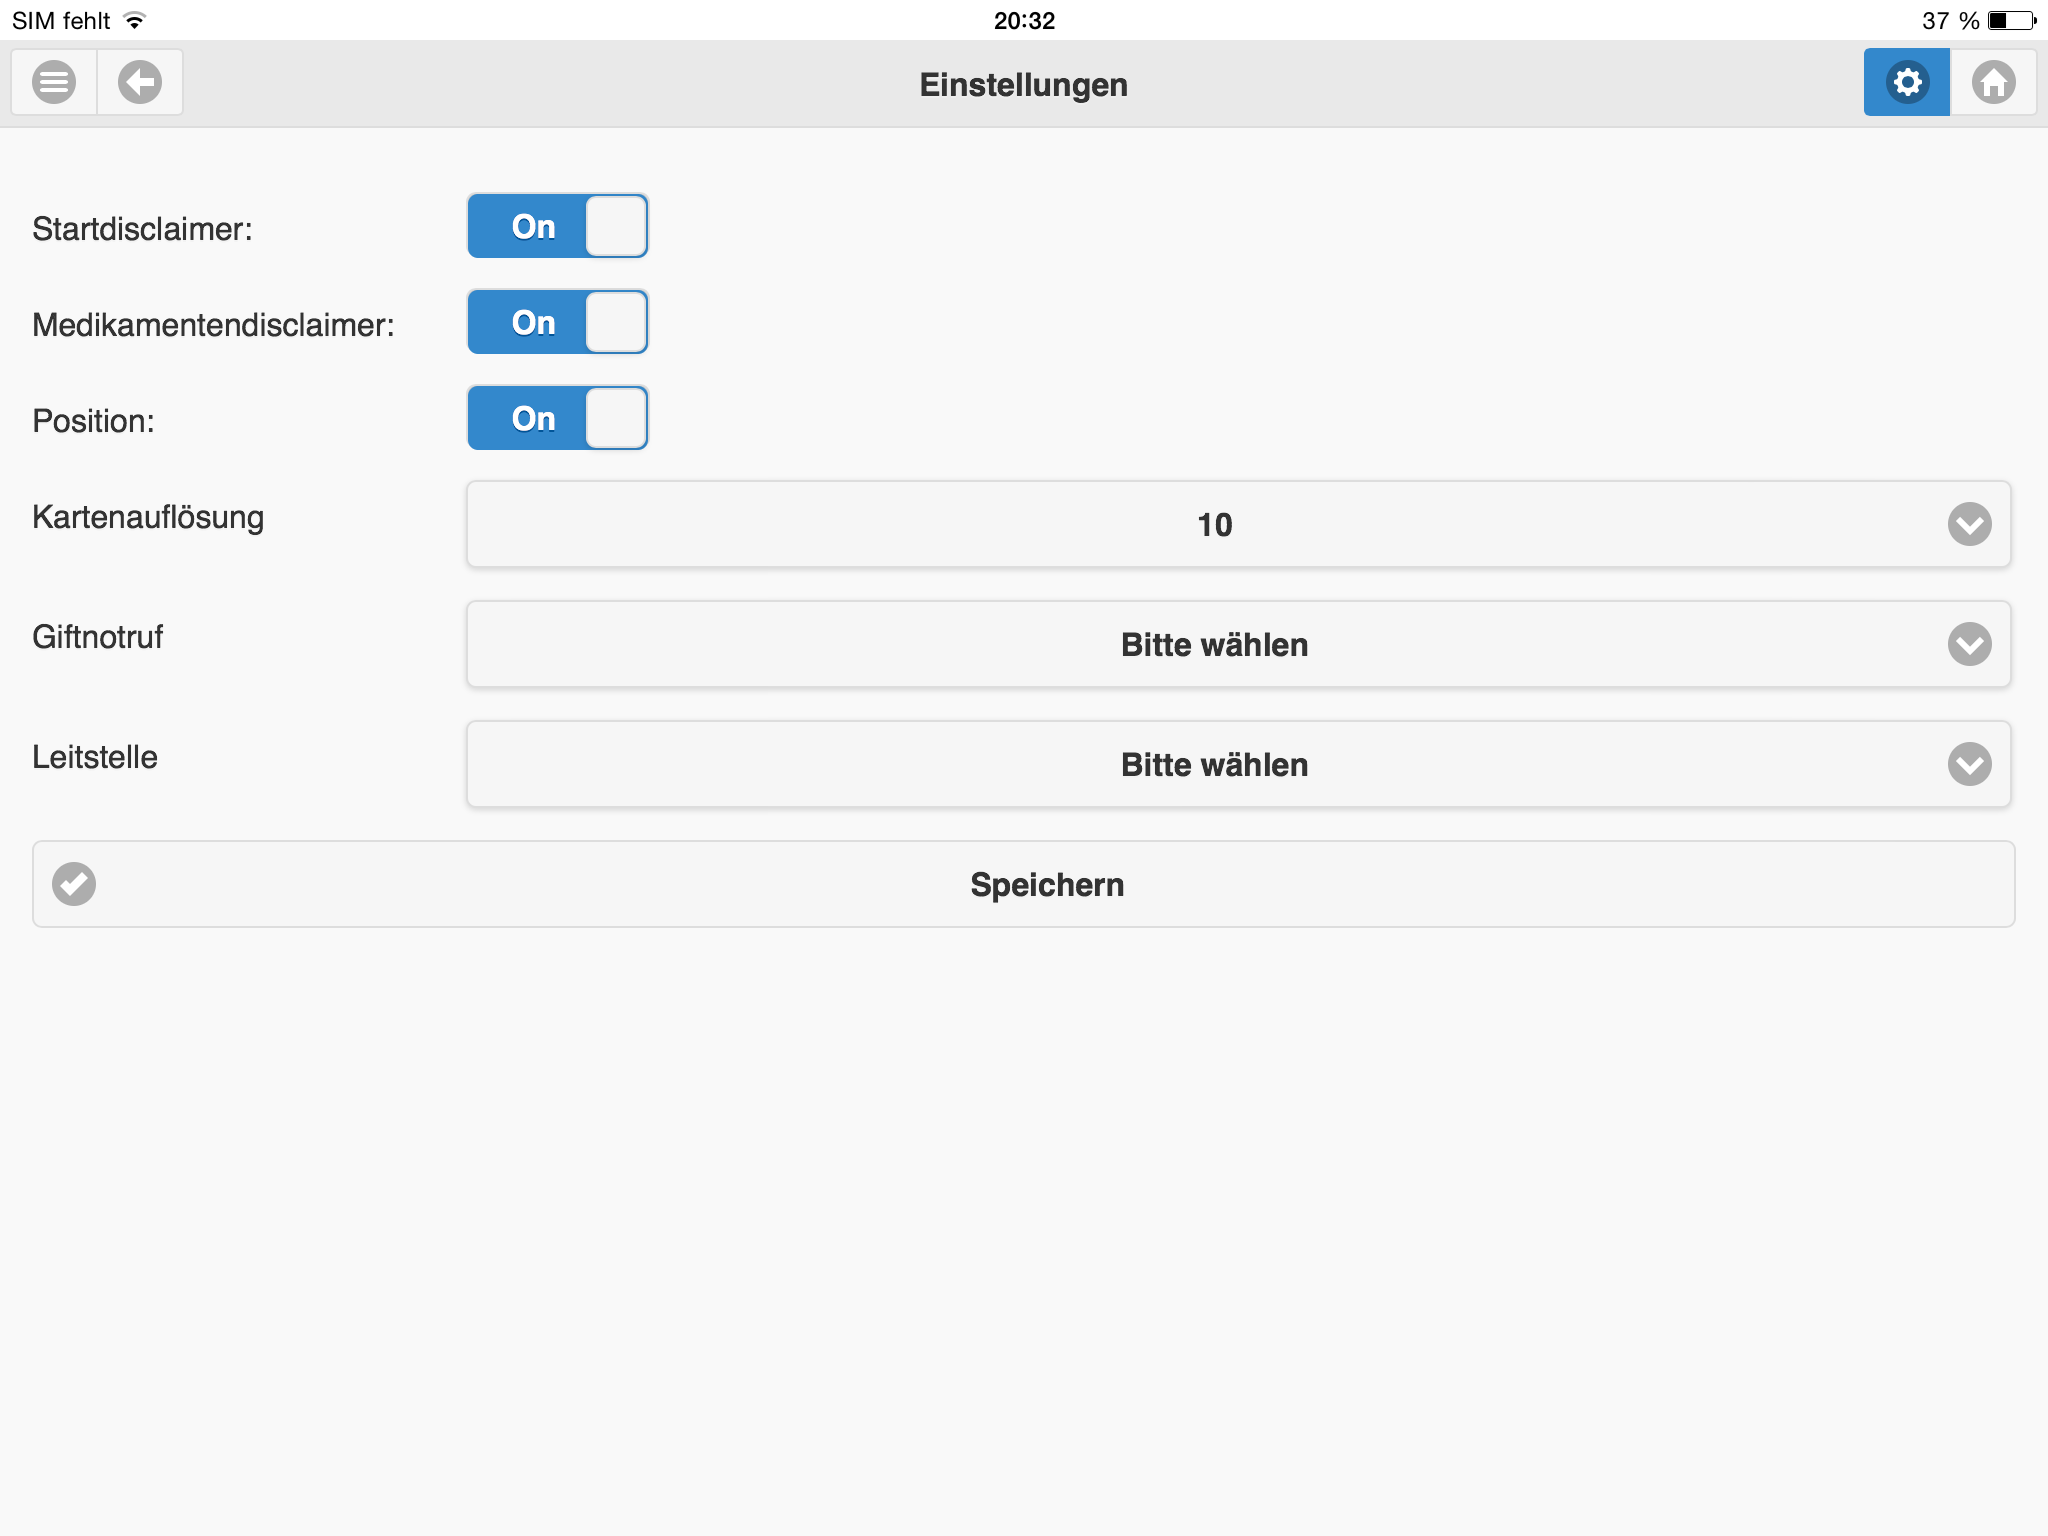 SIM fehlt 20:32 37 %
Einstellungen
Startdisclaimer: On
Medikamentendisclaimer: On
Position: On
Kartenauflösung 10
Giftnotruf Bitte wählen
Leitstelle Bitte wählen
Speichern